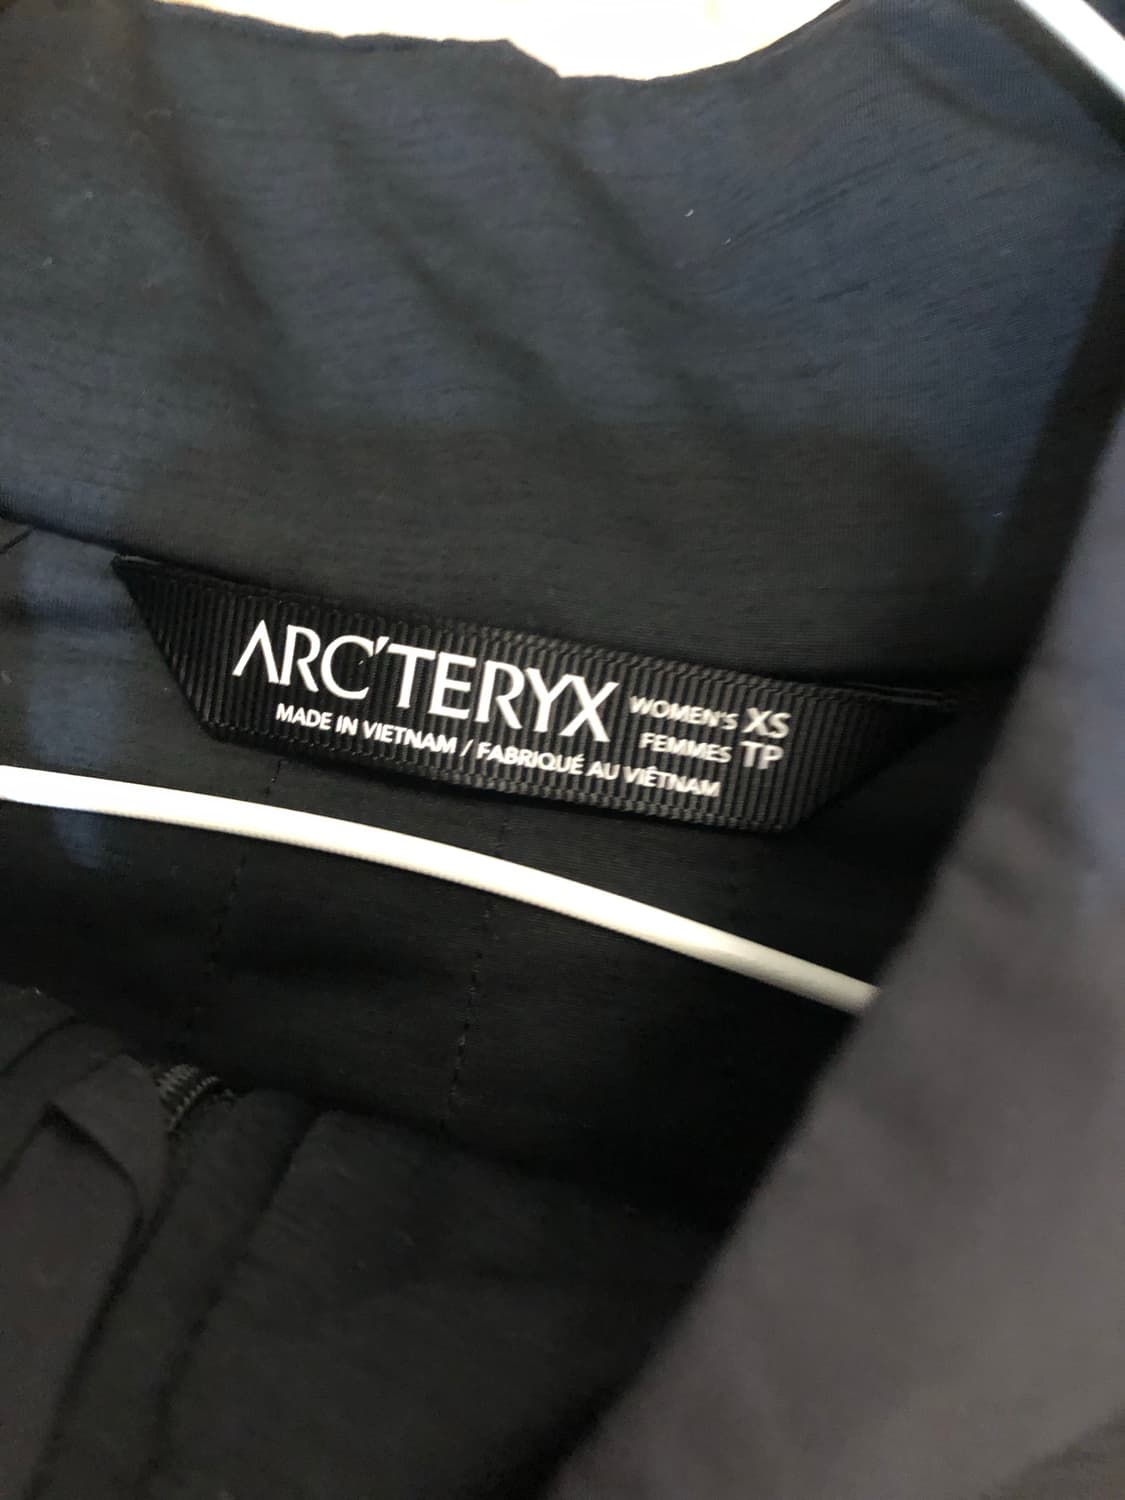 ARC'TERYX WOMEN'S XS
FEMMES TP
MADE IN VIETNAM / FABRIQUÉ AU VIÊTNAM